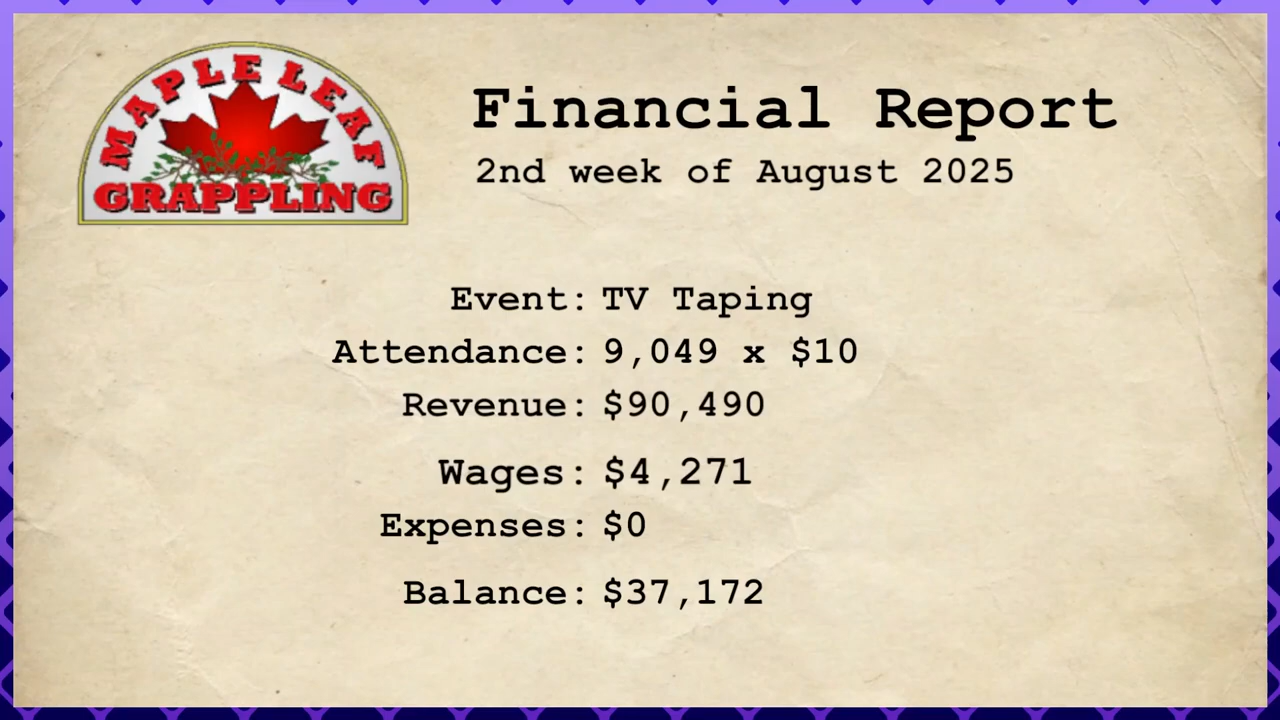 MAPLE LEAF
GRAPPLING
Financial Report
2nd week of August 2025
Event: TV Taping
Attendance: 9,049 x $10
Revenue: $90,490
Wages: $4,271
Expenses: $0
Balance: $37,172